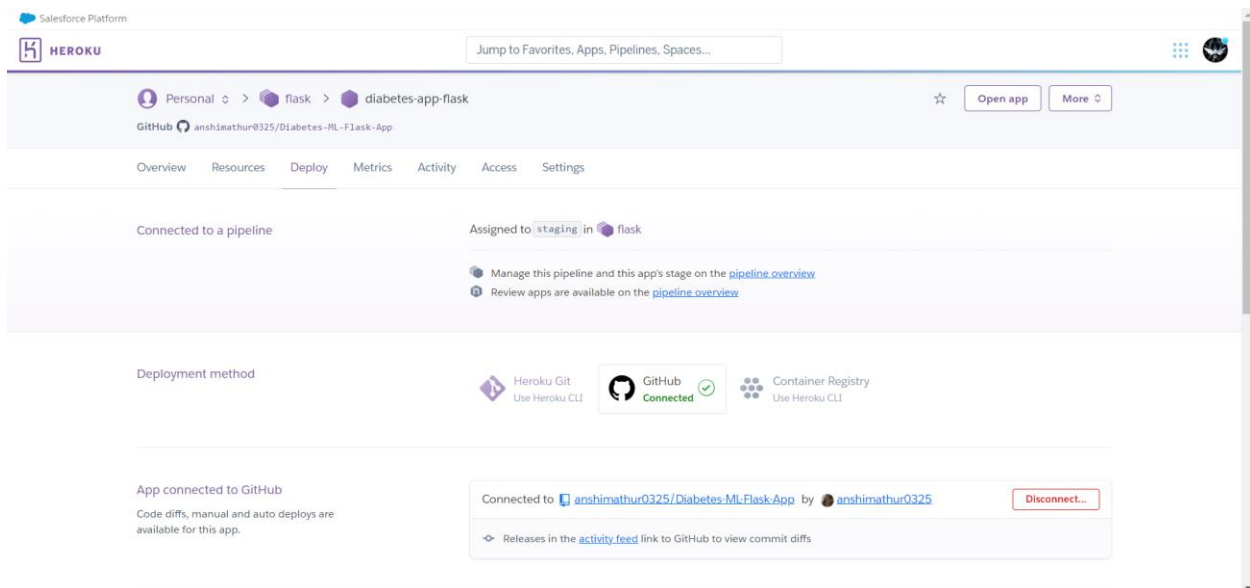 Salesforce Platform
HEROKU
Jump to Favorites, Apps, Pipelines, Spaces...
Personal > flask > diabetes-app-flask
Open app
More
GitHub anshimathur0325/Diabetes-ML-Flask-App
Overview Resources Deploy Metrics Activity Access Settings
Connected to a pipeline
Assigned to staging in flask
Manage this pipeline and this app's stage on the pipeline overview
Review apps are available on the pipeline overview
Deployment method
Heroku Git
Use Heroku CLI
GitHub
Connected
Container Registry
Use Heroku CLI
App connected to GitHub
Code diffs, manual and auto deploys are
available for this app.
Connected to anshimathur0325/Diabetes-ML-Flask-App by anshimathur0325
Disconnect...
Releases in the activity feed link to GitHub to view commit diffs